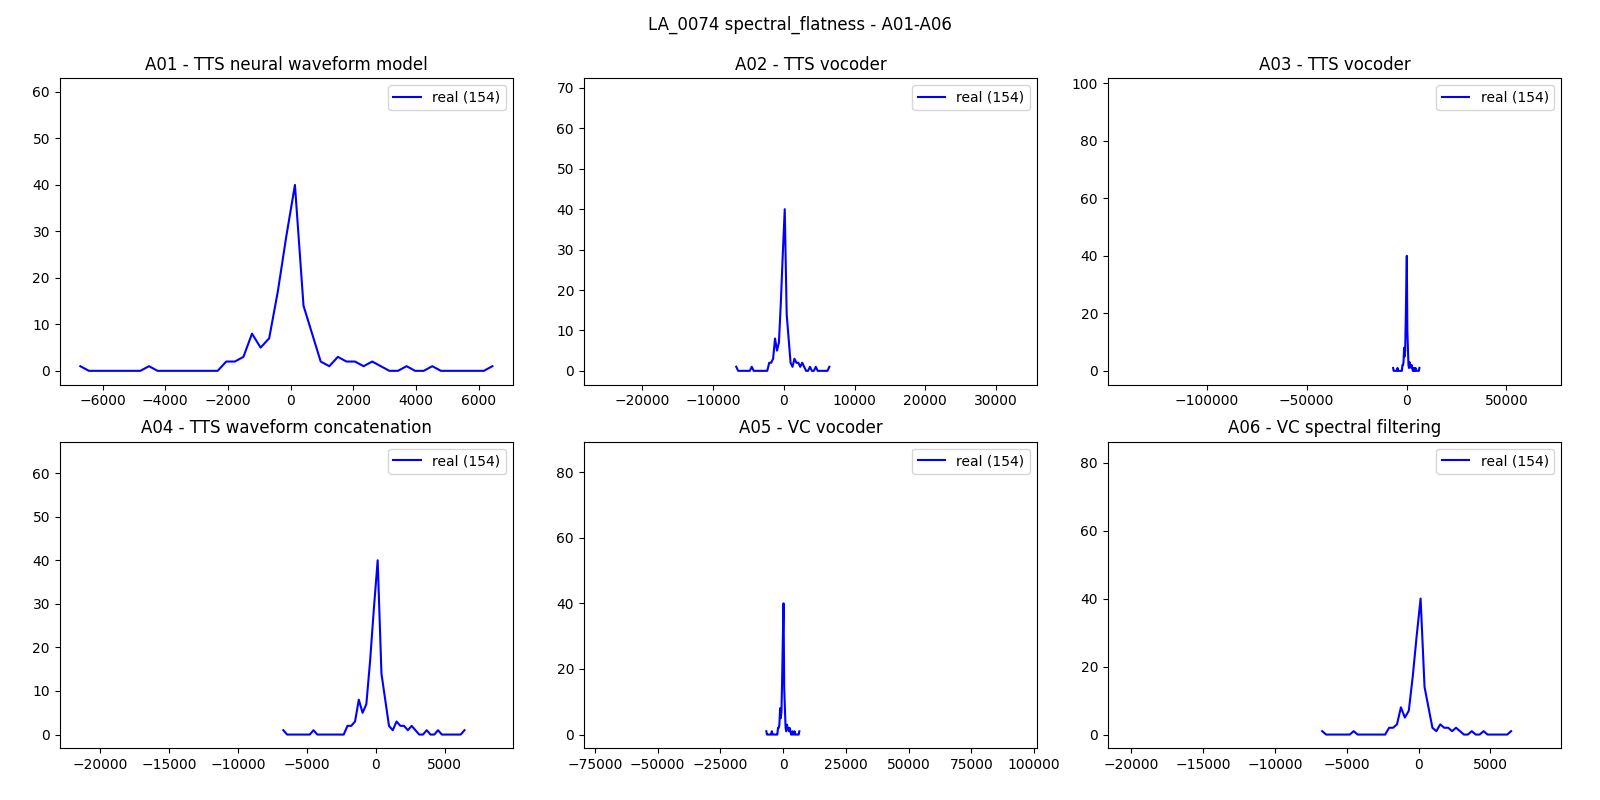 LA_0074 spectral_flatness - A01-A06
A01 - TTS neural waveform model
real (154)
60
50
40
30
20
10
0
−6000 −4000 −2000 0 2000 4000 6000
A02 - TTS vocoder
real (154)
70
60
50
40
30
20
10
0
−20000 −10000 0 10000 20000 30000
A03 - TTS vocoder
real (154)
100
80
60
40
20
0
−100000 −50000 0 50000
A04 - TTS waveform concatenation
real (154)
60
50
40
30
20
10
0
−20000 −15000 −10000 −5000 0 5000
A05 - VC vocoder
real (154)
80
60
40
20
0
−75000 −50000 −25000 0 25000 50000 75000 100000
A06 - VC spectral filtering
real (154)
80
60
40
20
0
−20000 −15000 −10000 −5000 0 5000